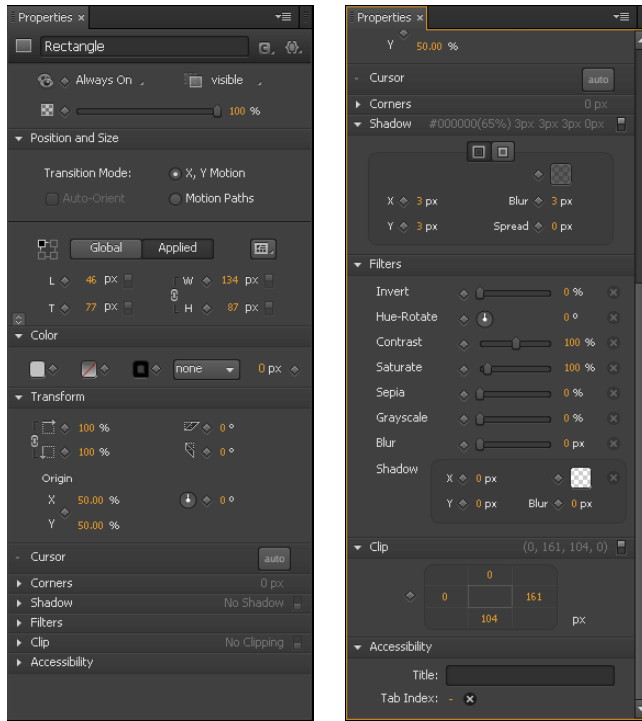 Properties ×
Rectangle
Always On
visible
100 %
Position and Size
Transition Mode:
X, Y Motion
Auto-Orient
Motion Paths
Global
Applied
L 46 px
W 134 px
T 77 px
H 87 px
Color
none
0 px
Transform
100 %
0 °
100 %
0 °
Origin
X 50.00 %
0 °
Y 50.00 %
- Cursor
auto
Corners
0 px
Shadow
No Shadow
Filters
Clip
No Clipping
Accessibility
Properties ×
Y 50.00 %
- Cursor
auto
Corners
0 px
Shadow #000000(65%) 3px 3px 3px 0px
X 3 px
Blur 3 px
Y 3 px
Spread 0 px
Filters
Invert 0 %
Hue-Rotate 0 °
Contrast 100 %
Saturate 100 %
Sepia 0 %
Grayscale 0 %
Blur 0 px
Shadow
X 0 px
Y 0 px
Blur 0 px
Clip
(0, 161, 104, 0)
0
0
161
104
px
Accessibility
Title:
Tab Index: -